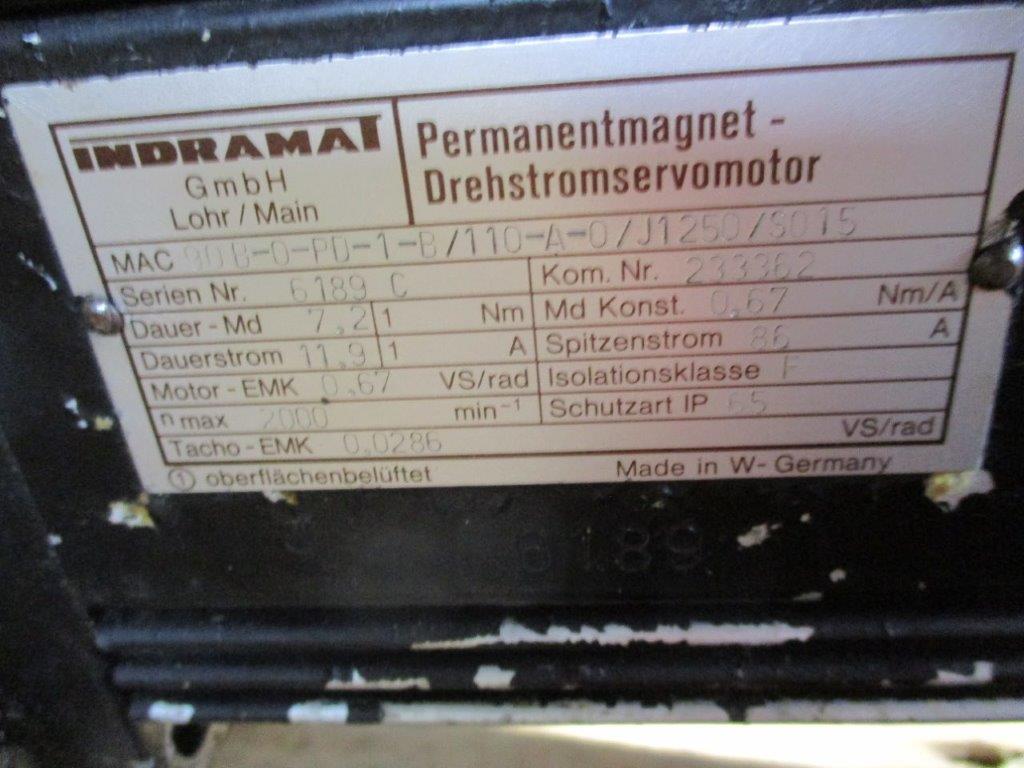 INDRAMAT
GmbH
Lohr / Main
Permanentmagnet -
Drehstromservomotor
MAC 90B-0-PD-1-B/110-A-0/J1250/S015
Serien Nr. 6189 C
Kom. Nr. 233362
Dauer - Md 7,2 1 Nm
Md Konst. 0,67 Nm/A
Dauerstrom 11,9 1 A
Spitzenstrom 86 A
Motor - EMK 0,67 VS/rad
Isolationsklasse F
n max 2000 min⁻¹
Schutzart IP 65
Tacho - EMK 0,0286 VS/rad
① oberflächenbelüftet
Made in W- Germany
6189